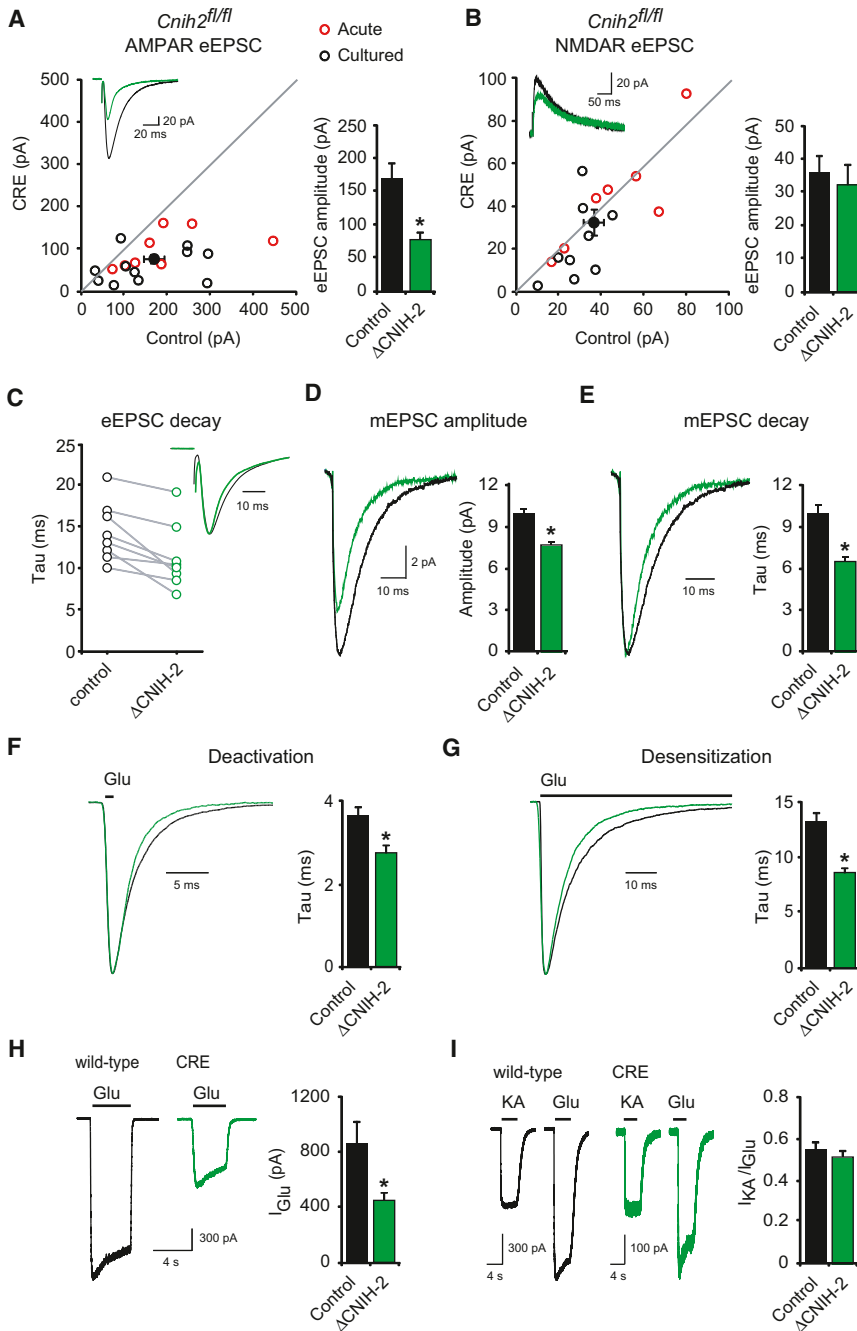 A
Cnih2fl/fl
AMPAR eEPSC
Acute
Cultured
500
400
300
200
100
0
0 100 200 300 400 500
CRE (pA)
Control (pA)
20 pA
20 ms
eEPSC amplitude (pA)
250
200
150
100
50
0
*
Control
ΔCNIH-2
B
Cnih2fl/fl
NMDAR eEPSC
100
80
60
40
20
0
0 20 40 60 80 100
CRE (pA)
Control (pA)
20 pA
50 ms
eEPSC amplitude (pA)
50
40
30
20
10
0
Control
ΔCNIH-2
C
eEPSC decay
25
20
15
10
5
0
Tau (ms)
control
ΔCNIH-2
10 ms
D
mEPSC amplitude
2 pA
10 ms
Amplitude (pA)
12
9
6
3
0
*
Control
ΔCNIH-2
E
mEPSC decay
10 ms
Tau (ms)
12
9
6
3
0
*
Control
ΔCNIH-2
F
Deactivation
Glu
5 ms
Tau (ms)
4
2
0
*
Control
ΔCNIH-2
G
Desensitization
Glu
10 ms
Tau (ms)
15
10
5
0
*
Control
ΔCNIH-2
H
wild-type
CRE
Glu
Glu
300 pA
4 s
IGlu (pA)
1200
800
400
0
*
Control
ΔCNIH-2
I
wild-type
CRE
KA
Glu
KA
Glu
300 pA
4 s
100 pA
4 s
IKA/IGlu
0.8
0.6
0.4
0.2
0
Control
ΔCNIH-2